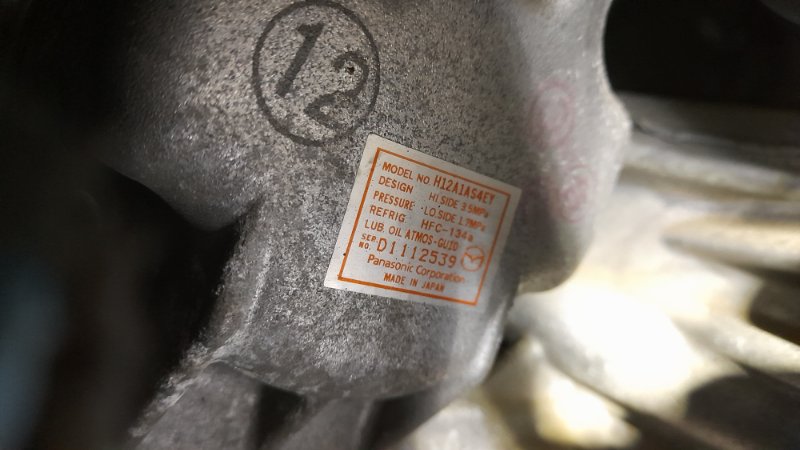 12
MODEL NO. H12A1AS4EY
DESIGN HI.SIDE 3.5MPa
PRESSURE LO.SIDE 1.7MPa
REFRIG HFC-134a
LUB. OIL ATMOS-GU10
SER. NO. D1112539
Panasonic Corporation
MADE IN JAPAN